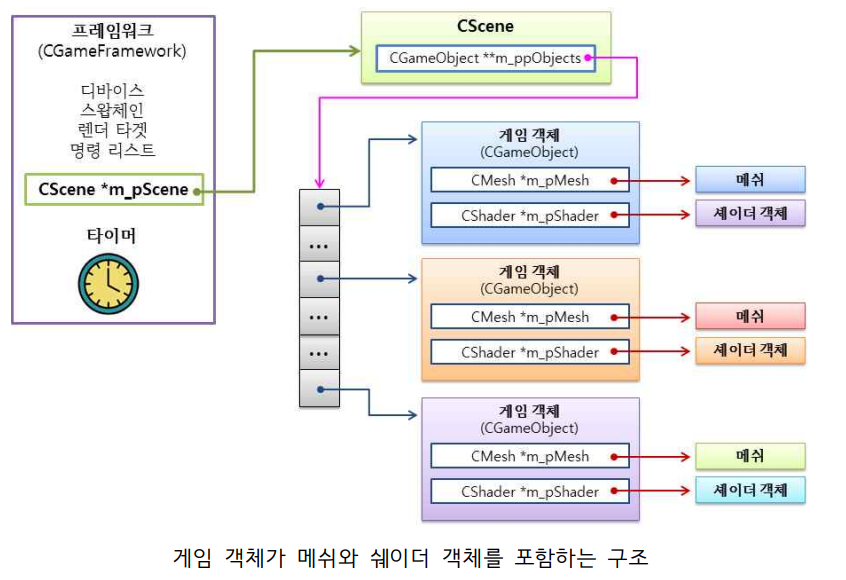 프레임워크
(CGameFramework)
디바이스
스왑체인
렌더 타겟
명령 리스트
CScene *m_pScene
타이머
CScene
CGameObject **m_ppObjects
...
...
...
...
게임 객체
(CGameObject)
CMesh *m_pMesh
CShader *m_pShader
메쉬
셰이더 객체
게임 객체
(CGameObject)
CMesh *m_pMesh
CShader *m_pShader
메쉬
셰이더 객체
게임 객체
(CGameObject)
CMesh *m_pMesh
CShader *m_pShader
메쉬
셰이더 객체
게임 객체가 메쉬와 쉐이더 객체를 포함하는 구조